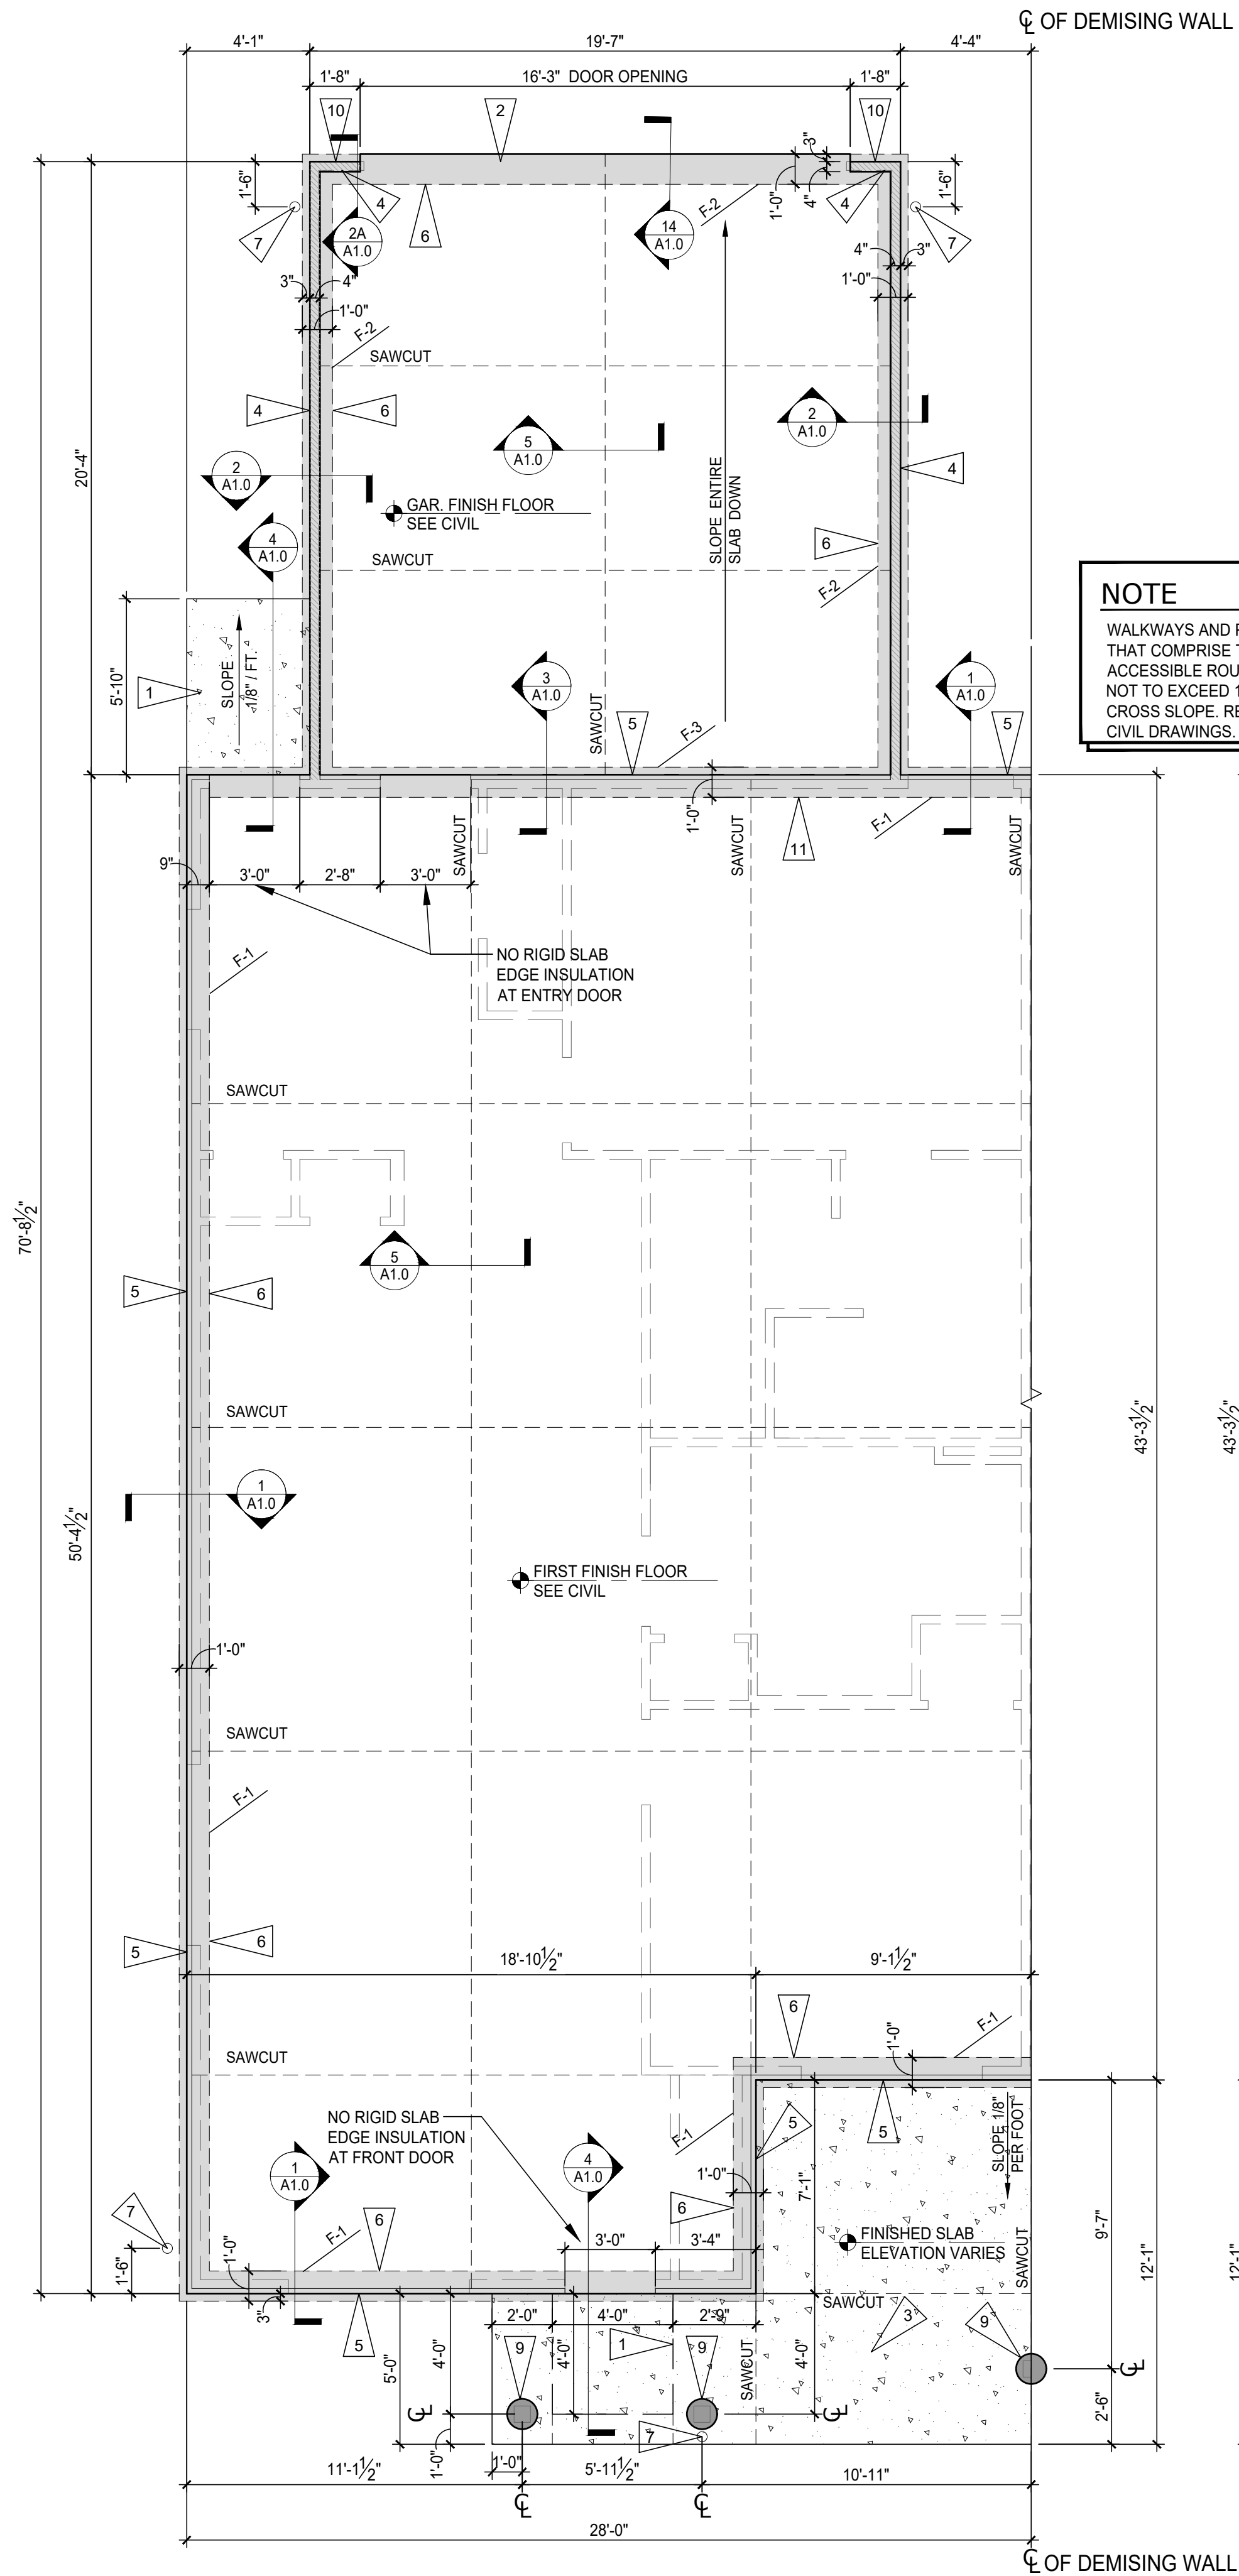 ℄ OF DEMISING WALL
4'-1" 19'-7" 4'-4"
1'-8" 16'-3" DOOR OPENING 1'-8"
10 2 10
3"
1'-6" 1'-0" 4" 1'-6"
4 4
7 6 F-2 7
2A
A1.0
14
A1.0
4" 3"
3" 4" 1'-0"
1'-0"
F-2
SAWCUT
4 6
2
A1.0
5
A1.0
4
20'-4"
2
A1.0
GAR. FINISH FLOOR
SEE CIVIL
SLOPE ENTIRE
SLAB DOWN
4
A1.0
6
SAWCUT
F-2
NOTE
WALKWAYS AND
THAT COMPRISE
ACCESSIBLE
NOT TO EXCEED
CROSS SLOPE.
CIVIL DRAWINGS.
5'-10"
1
SLOPE
1/8" / FT.
3
A1.0
SAWCUT
5
F-3
1
A1.0
5
1'-0"
11
F-1
SAWCUT
SAWCUT
SAWCUT
9"
3'-0" 2'-8" 3'-0"
F-1
NO RIGID SLAB
EDGE INSULATION
AT ENTRY DOOR
SAWCUT
70'-8½"
5
A1.0
5 6
SAWCUT
43'-3½"
43'-3½"
1
A1.0
50'-4½"
FIRST FINISH FLOOR
SEE CIVIL
1'-0"
SAWCUT
F-1
5 6
18'-10½" 9'-1½"
6
1'-0"
F-1
SAWCUT
NO RIGID SLAB
EDGE INSULATION
AT FRONT DOOR
F-1
5
5
SLOPE 1/8"
PER FOOT
1
A1.0
4
A1.0
1'-0"
7'-1"
7
6
6
9'-7"
F-1
3'-0" 3'-4"
FINISHED SLAB
ELEVATION VARIES
SAWCUT
1'-6"
1'-0"
12'-1"
12'-1"
3"
SAWCUT
2'-0" 4'-0" 2'-9"
5
1
3
9
9 9
5'-0"
4'-0"
4'-0"
SAWCUT
4'-0"
℄
℄
℄
2'-6"
7
1'-0"
1'-0"
11'-1½" 5'-11½" 10'-11"
℄ ℄
28'-0"
℄ OF DEMISING WALL